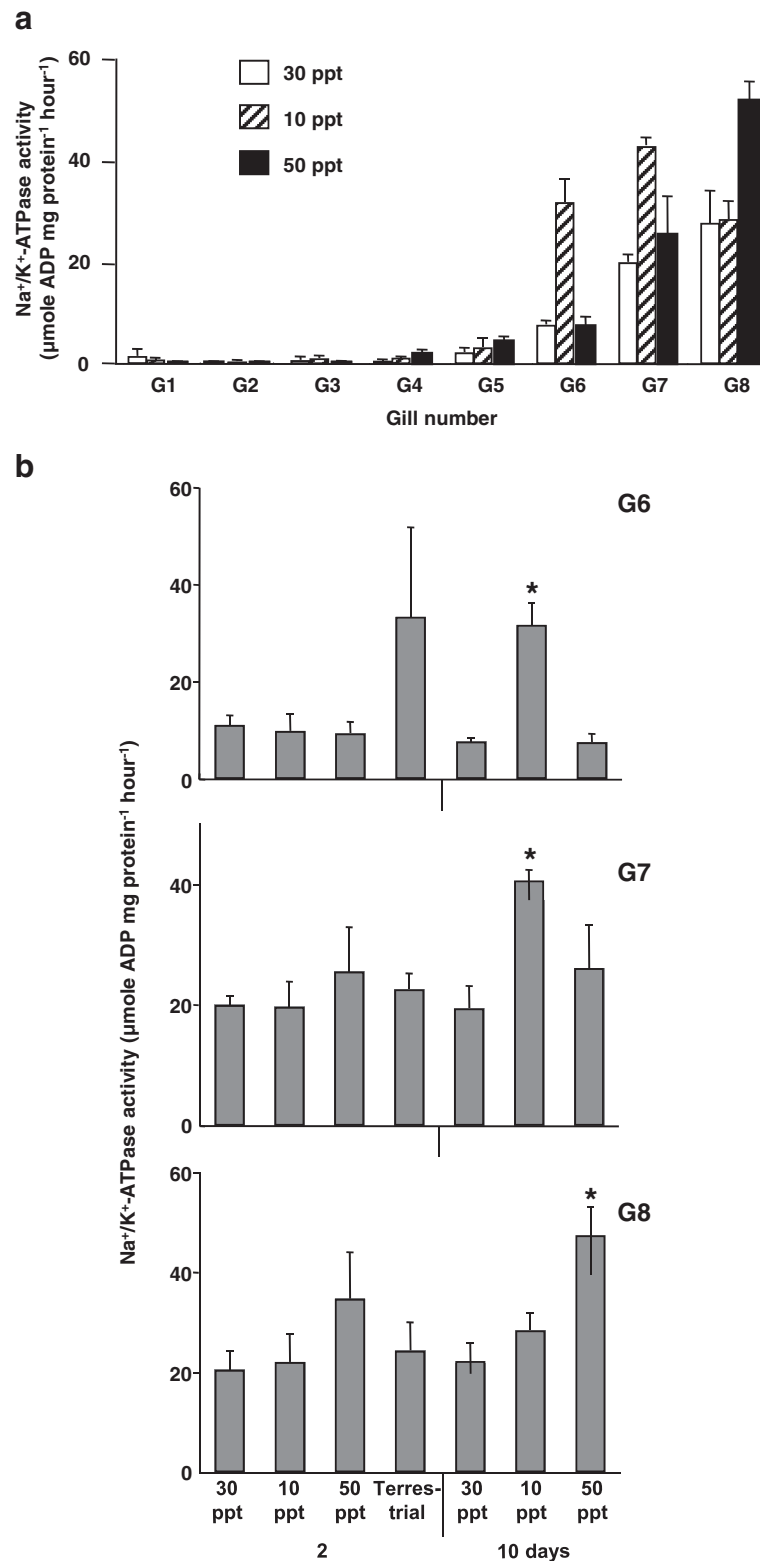 a
Na⁺/K⁺-ATPase activity
(µmole ADP mg protein⁻¹ hour⁻¹)
60
40
20
0
30 ppt
10 ppt
50 ppt
G1 G2 G3 G4 G5 G6 G7 G8
Gill number
b
Na⁺/K⁺-ATPase activity (µmole ADP mg protein⁻¹ hour⁻¹)
60
40
20
0
*
G6
40
20
0
*
G7
60
40
20
0
*
G8
30 10 50 Terres- 30 10 50
ppt ppt ppt trial ppt ppt ppt
2 10 days